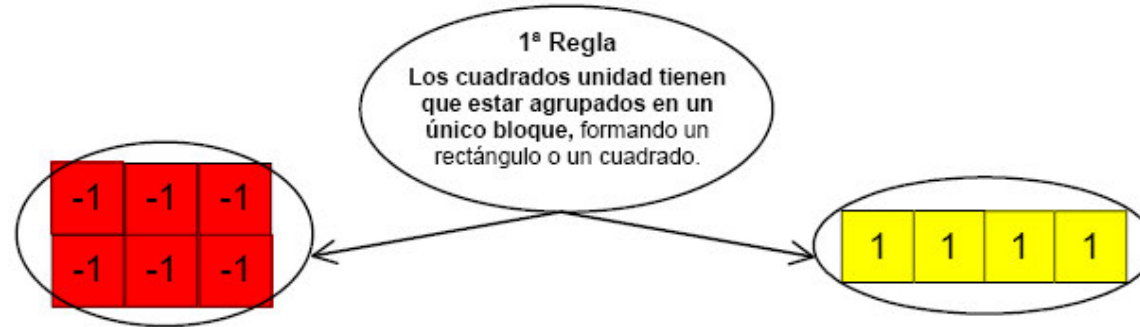 1ª Regla
Los cuadrados unidad tienen
que estar agrupados en un
único bloque, formando un
rectángulo o un cuadrado.
-1 -1 -1
-1 -1 -1
1 1 1 1